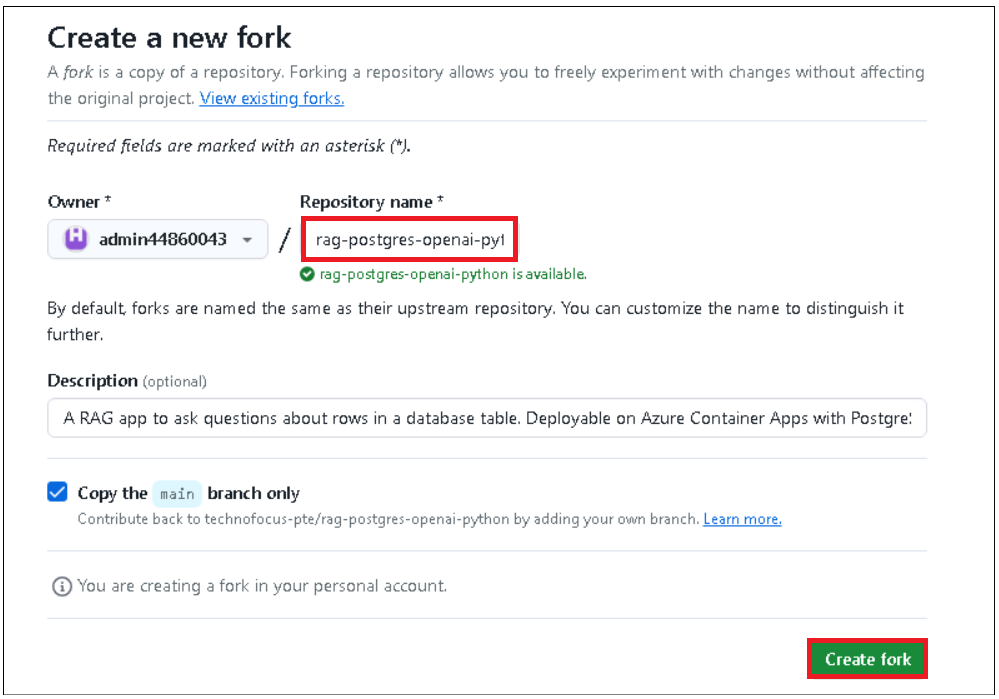 Create a new fork
A fork is a copy of a repository. Forking a repository allows you to freely experiment with changes without affecting
the original project. View existing forks.
Required fields are marked with an asterisk (*).
Owner *
Repository name *
admin44860043
/
rag-postgres-openai-pyt
rag-postgres-openai-python is available.
By default, forks are named the same as their upstream repository. You can customize the name to distinguish it
further.
Description (optional)
A RAG app to ask questions about rows in a database table. Deployable on Azure Container Apps with PostgreS
Copy the main branch only
Contribute back to technofocus-pte/rag-postgres-openai-python by adding your own branch. Learn more.
You are creating a fork in your personal account.
Create fork